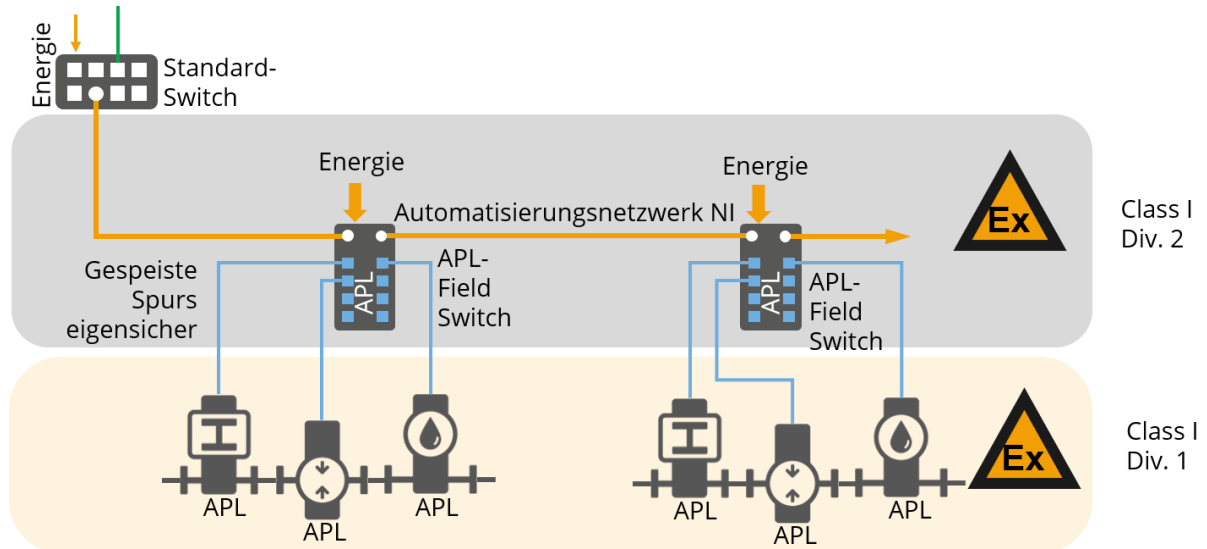 Energie
Standard-
Switch
Energie
Energie
Automatisierungsnetzwerk NI
Ex
Class I
Div. 2
Gespeiste
Spurs
eigensicher
APL
APL-
Field
Switch
APL
APL-
Field
Switch
Ex
Class I
Div. 1
APL
APL
APL
APL
APL
APL